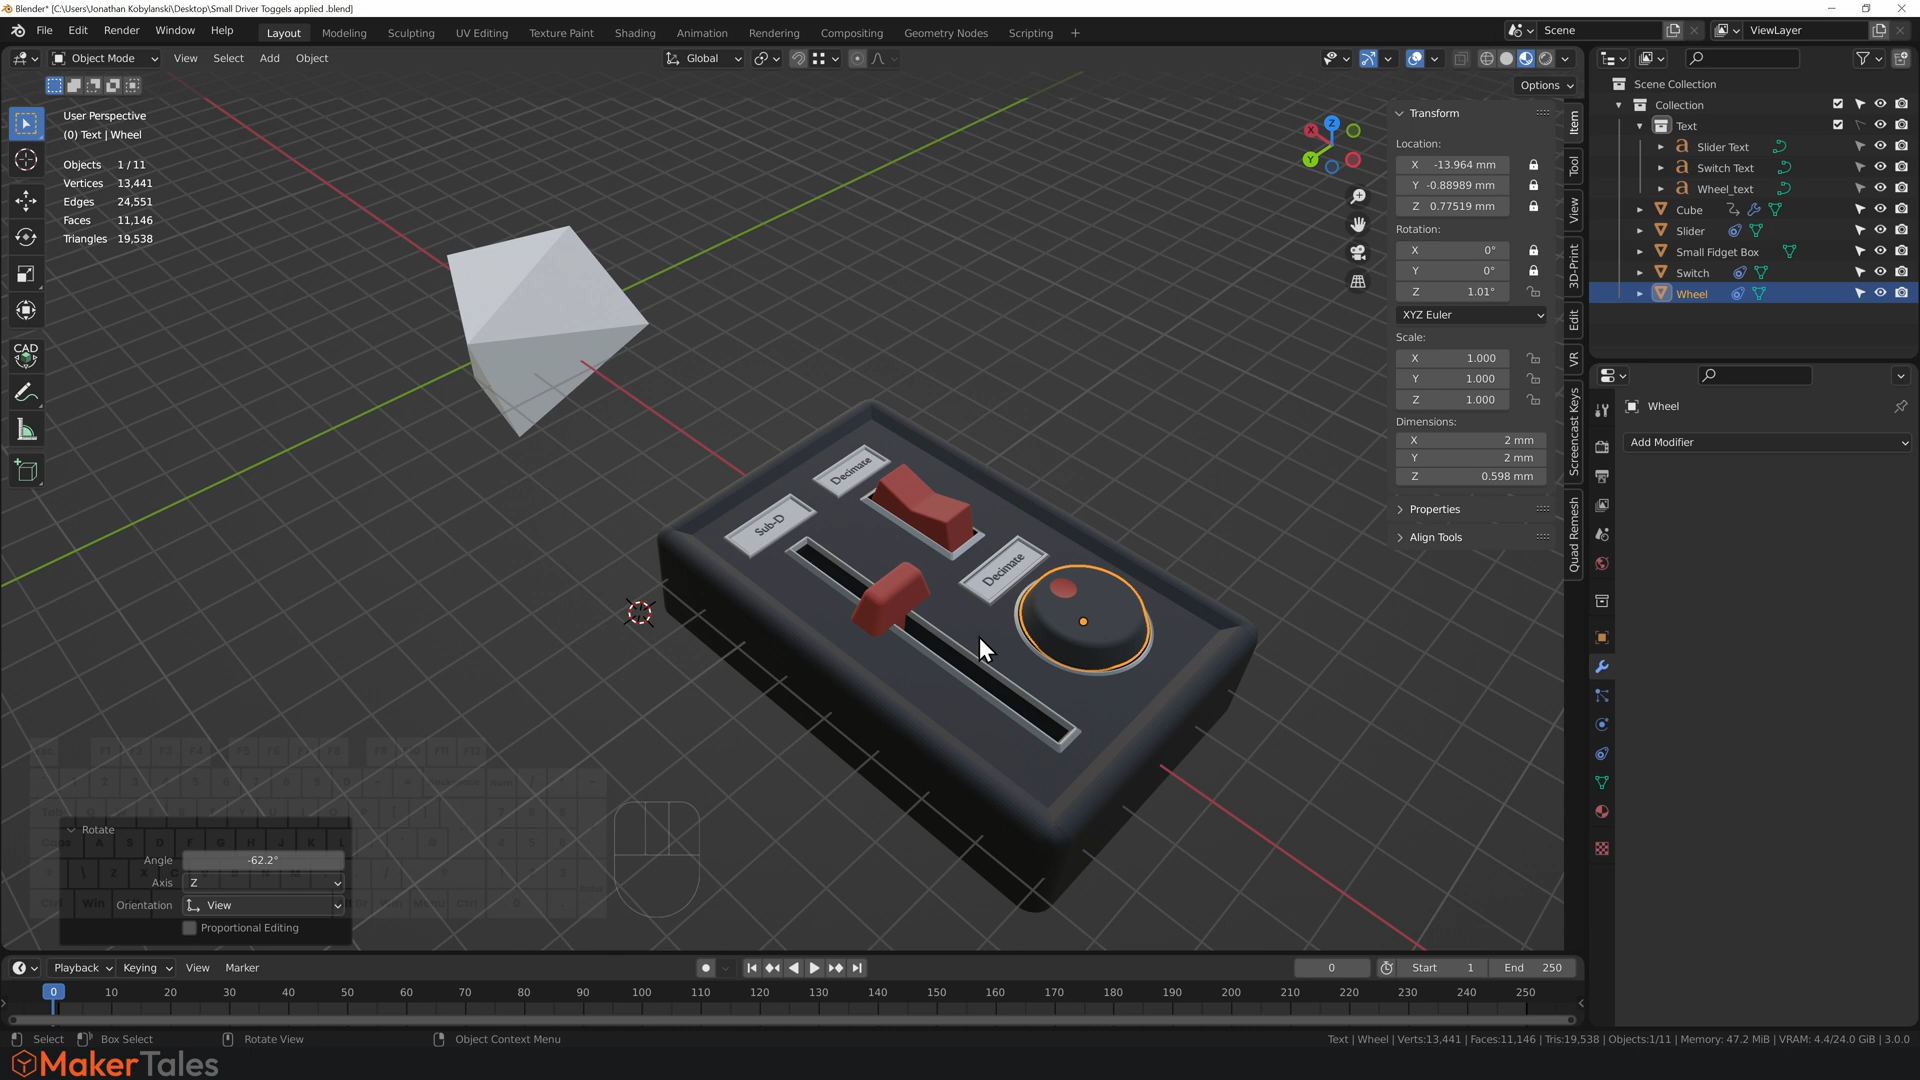 Blender* [C:\Users\Jonathan Kobylanski\Desktop\Small Driver Toggels applied .blend]
File Edit Render Window Help Layout Modeling Sculpting UV Editing Texture Paint Shading Animation Rendering Compositing Geometry Nodes Scripting + Scene ViewLayer
Object Mode View Select Add Object Global
Options
User Perspective
(0) Text | Wheel
Objects 1 / 11
Vertices 13,441
Edges 24,551
Faces 11,146
Triangles 19,538
CAD
X
Z
Y
Decimate
Sub-D
Decimate
Transform
Location:
X -13.964 mm
Y -0.88989 mm
Z 0.77519 mm
Rotation:
X 0°
Y 0°
Z 1.01°
XYZ Euler
Scale:
X 1.000
Y 1.000
Z 1.000
Dimensions:
X 2 mm
Y 2 mm
Z 0.598 mm
Properties
Align Tools
Item
Tool
View
3D-Print
Edit
VR
Screencast Keys
Quad Remesh
Scene Collection
Collection
Text
Slider Text
Switch Text
Wheel_text
Cube
Slider
Small Fidget Box
Switch
Wheel
Wheel
Add Modifier
Rotate
Angle -62.2°
Axis Z
Orientation View
Proportional Editing
Playback Keying View Marker 0 Start 1 End 250
0 10 20 30 40 50 60 70 80 90 100 110 120 130 140 150 160 170 180 190 200 210 220 230 240 250
Select Box Select Rotate View Object Context Menu Text | Wheel | Verts:13,441 | Faces:11,146 | Tris:19,538 | Objects:1/11 | Memory: 47.2 MiB | VRAM: 4.4/24.0 GiB | 3.0.0
MakerTales